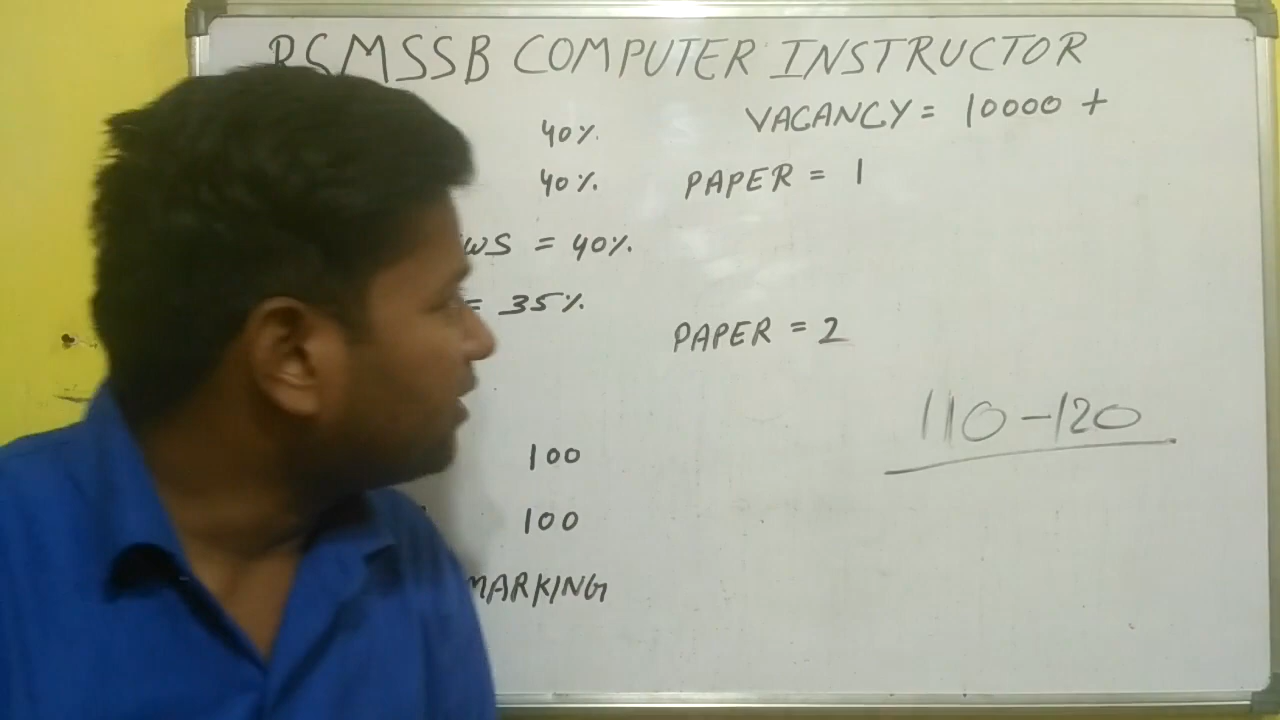 RSMSSB COMPUTER INSTRUCTOR
VACANCY = 10000 +
40%.
40%.
PAPER = 1
WS = 40%.
= 35%
PAPER = 2
110-120
100
100
MARKING